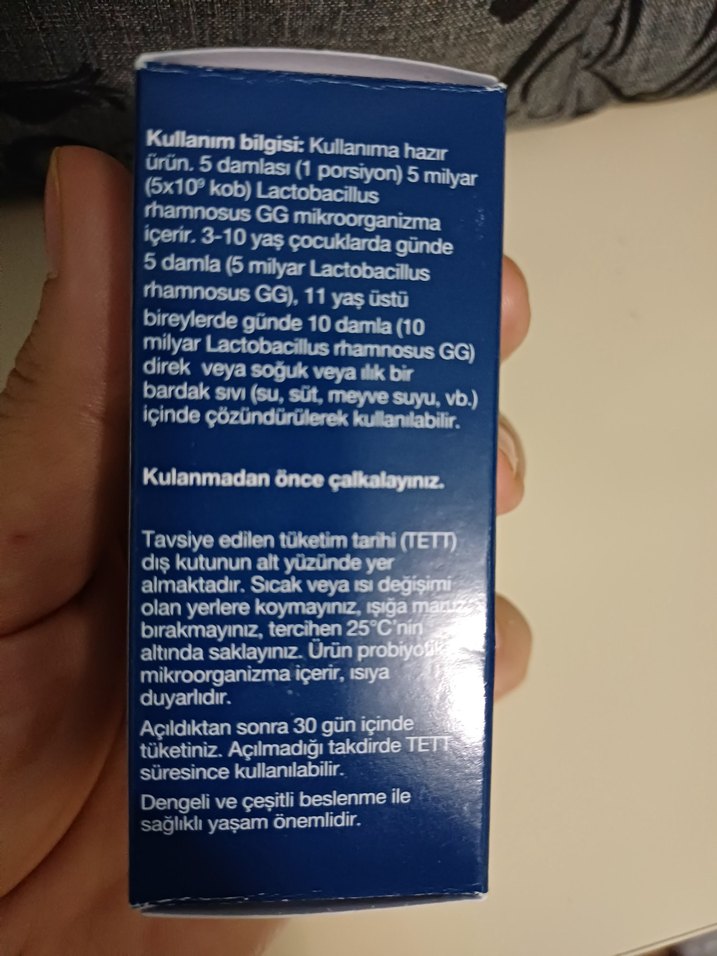 Kullanım bilgisi: Kullanıma hazır
ürün. 5 damlası (1 porsiyon) 5 milyar
(5x10⁹ kob) Lactobacillus
rhamnosus GG mikroorganizma
içerir. 3-10 yaş çocuklarda günde
5 damla (5 milyar Lactobacillus
rhamnosus GG), 11 yaş üstü
bireylerde günde 10 damla (10
milyar Lactobacillus rhamnosus GG)
direk veya soğuk veya ılık bir
bardak sıvı (su, süt, meyve suyu, vb.)
içinde çözündürülerek kullanılabilir.
Kulanmadan önce çalkalayınız.
Tavsiye edilen tüketim tarihi (TETT)
dış kutunun alt yüzünde yer
almaktadır. Sıcak veya ısı değişimi
olan yerlere koymayınız, ışığa maruz
bırakmayınız, tercihen 25°C'nin
altında saklayınız. Ürün probiyotik
mikroorganizma içerir, ısıya
duyarlıdır.
Açıldıktan sonra 30 gün içinde
tüketiniz. Açılmadığı takdirde TETT
süresince kullanılabilir.
Dengeli ve çeşitli beslenme ile
sağlıklı yaşam önemlidir.